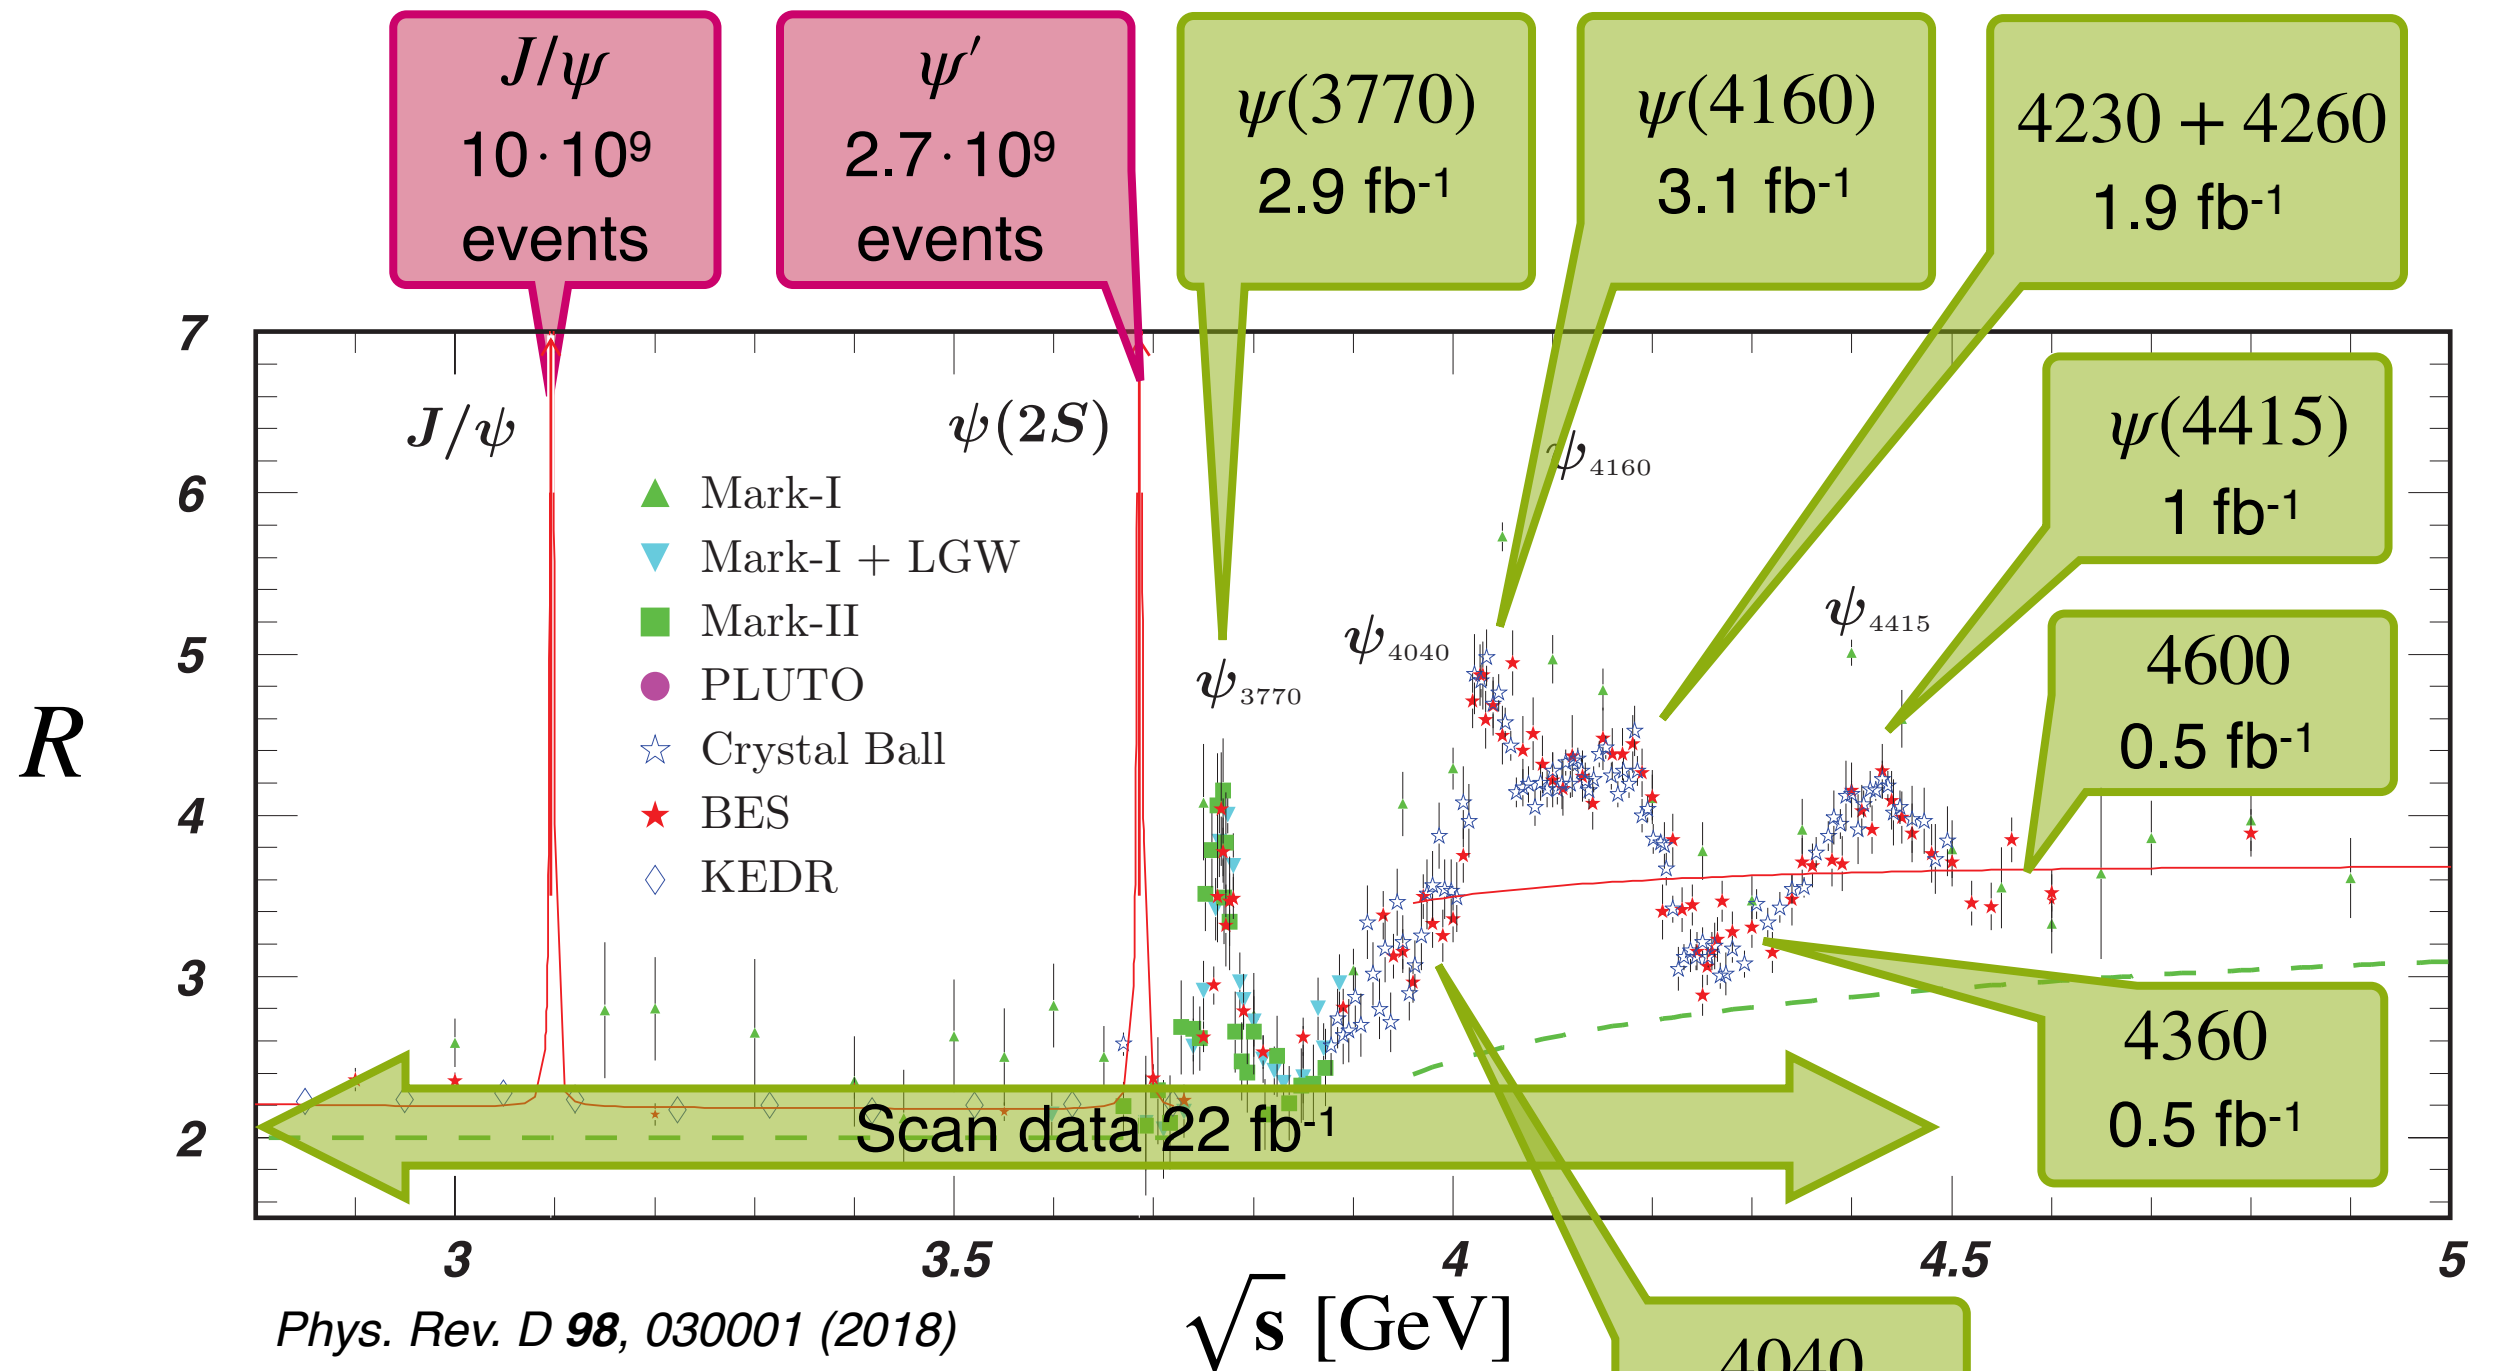 J/ψ
10·10⁹
events
ψ′
2.7·10⁹
events
ψ(3770)
2.9 fb⁻¹
ψ(4160)
3.1 fb⁻¹
4230 + 4260
1.9 fb⁻¹
ψ(4415)
1 fb⁻¹
4600
0.5 fb⁻¹
4360
0.5 fb⁻¹
4040
7
6
5
4
3
2
R
J/ψ
ψ(2S)
ψ₃₇₇₀
ψ₄₀₄₀
ψ₄₁₆₀
ψ₄₄₁₅
Mark-I
Mark-I + LGW
Mark-II
PLUTO
Crystal Ball
BES
KEDR
Scan data 22 fb⁻¹
3
3.5
4
4.5
5
√s [GeV]
Phys. Rev. D 98, 030001 (2018)